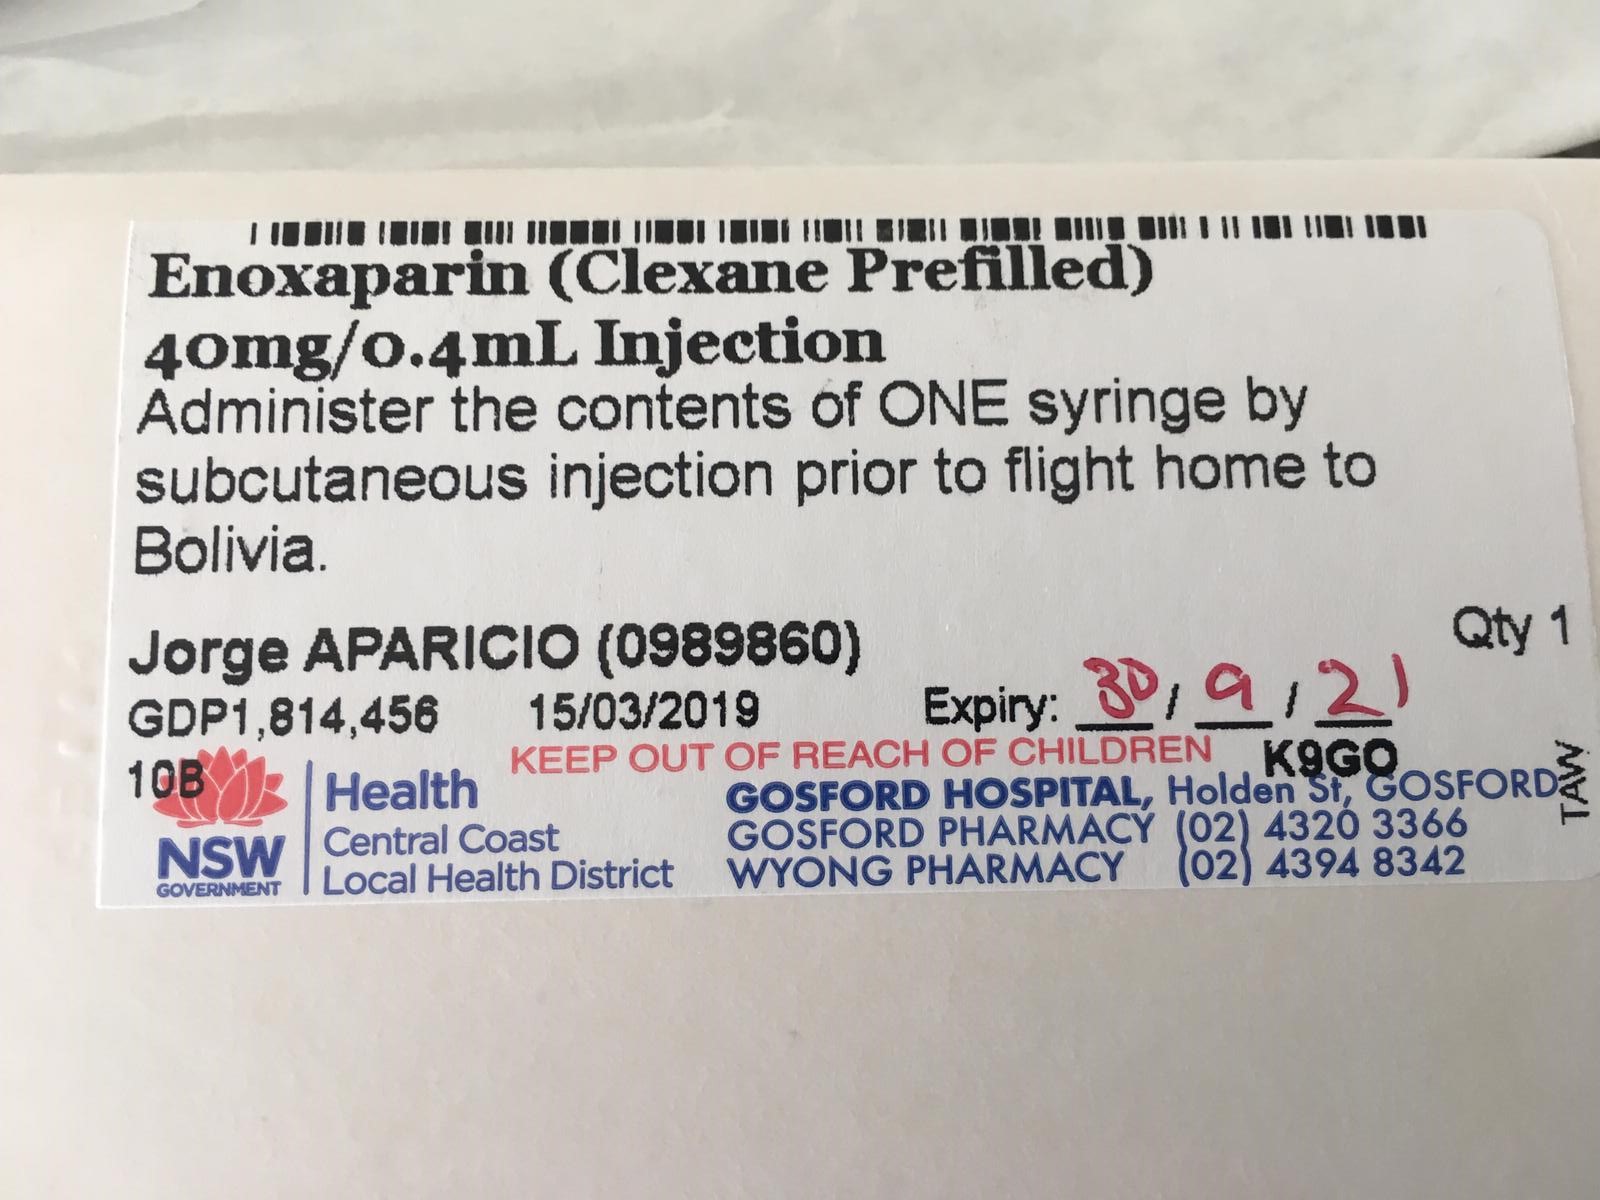 Enoxaparin (Clexane Prefilled)
40mg/0.4mL Injection
Administer the contents of ONE syringe by
subcutaneous injection prior to flight home to
Bolivia.
Qty 1
Jorge APARICIO (0989860)
GDP1,814,456 15/03/2019 Expiry: 30 / 9 / 21
KEEP OUT OF REACH OF CHILDREN K9GO
10B
TAW
Health
Central Coast
Local Health District
NSW
GOVERNMENT
GOSFORD HOSPITAL, Holden St, GOSFORD
GOSFORD PHARMACY (02) 4320 3366
WYONG PHARMACY (02) 4394 8342